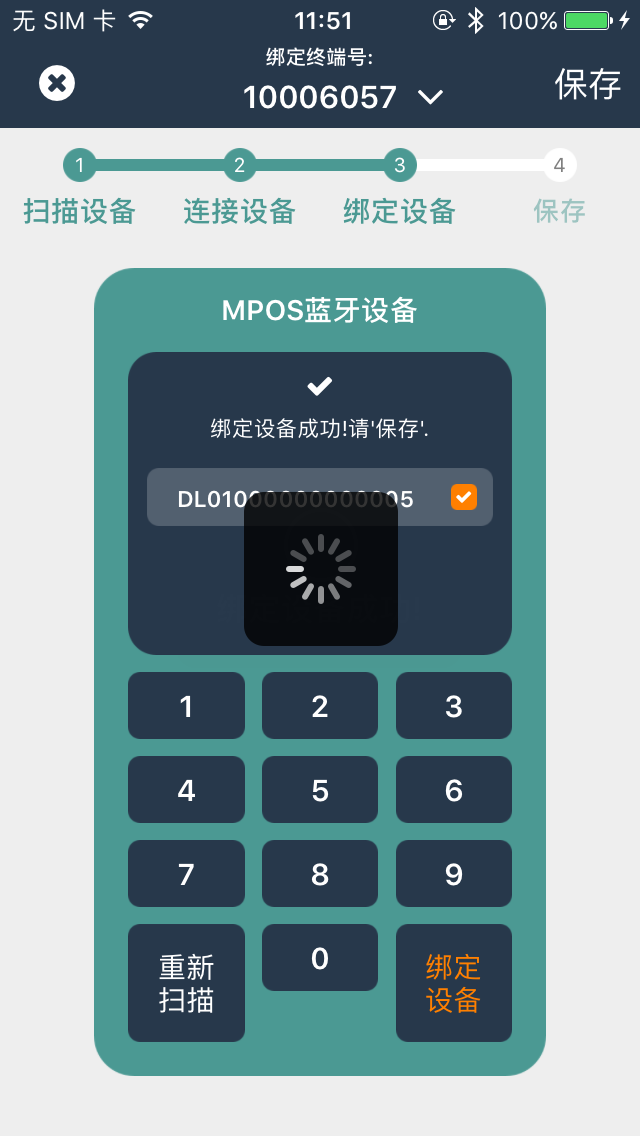 无 SIM 卡 11:51 100%
绑定终端号:
10006057
保存
1 2 3 4
扫描设备 连接设备 绑定设备 保存
MPOS蓝牙设备
绑定设备成功!请'保存'.
DL01000000000005
1 2 3
4 5 6
7 8 9
重新
扫描
0
绑定
设备